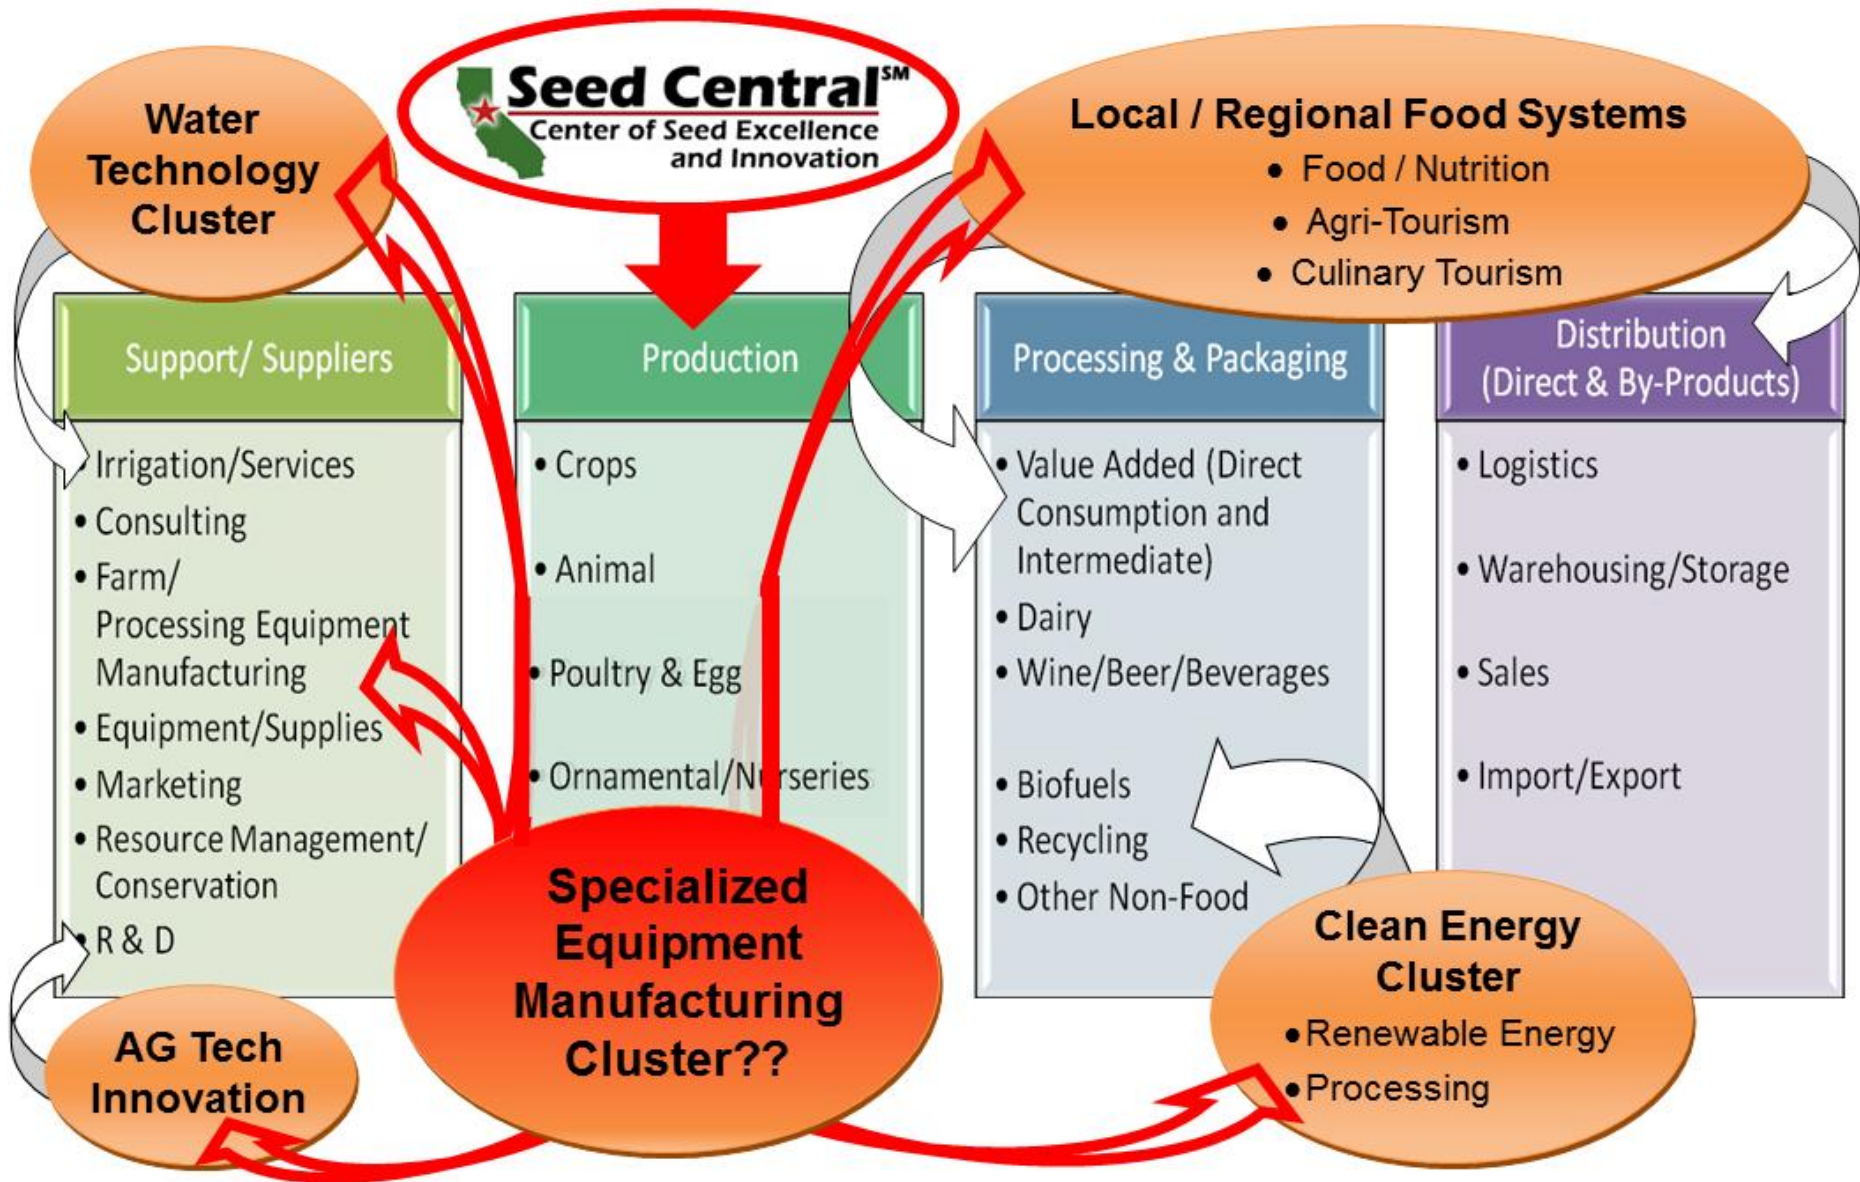 Water
Technology
Cluster
Seed Central℠
Center of Seed Excellence
and Innovation
Local / Regional Food Systems
• Food / Nutrition
• Agri-Tourism
• Culinary Tourism
Support/ Suppliers
• Irrigation/Services
• Consulting
• Farm/
Processing Equipment
Manufacturing
• Equipment/Supplies
• Marketing
• Resource Management/
Conservation
• R & D
Production
• Crops
• Animal
• Poultry & Egg
• Ornamental/Nurseries
Processing & Packaging
• Value Added (Direct
Consumption and
Intermediate)
• Dairy
• Wine/Beer/Beverages
• Biofuels
• Recycling
• Other Non-Food
Distribution
(Direct & By-Products)
• Logistics
• Warehousing/Storage
• Sales
• Import/Export
AG Tech
Innovation
Specialized
Equipment
Manufacturing
Cluster??
Clean Energy
Cluster
• Renewable Energy
• Processing